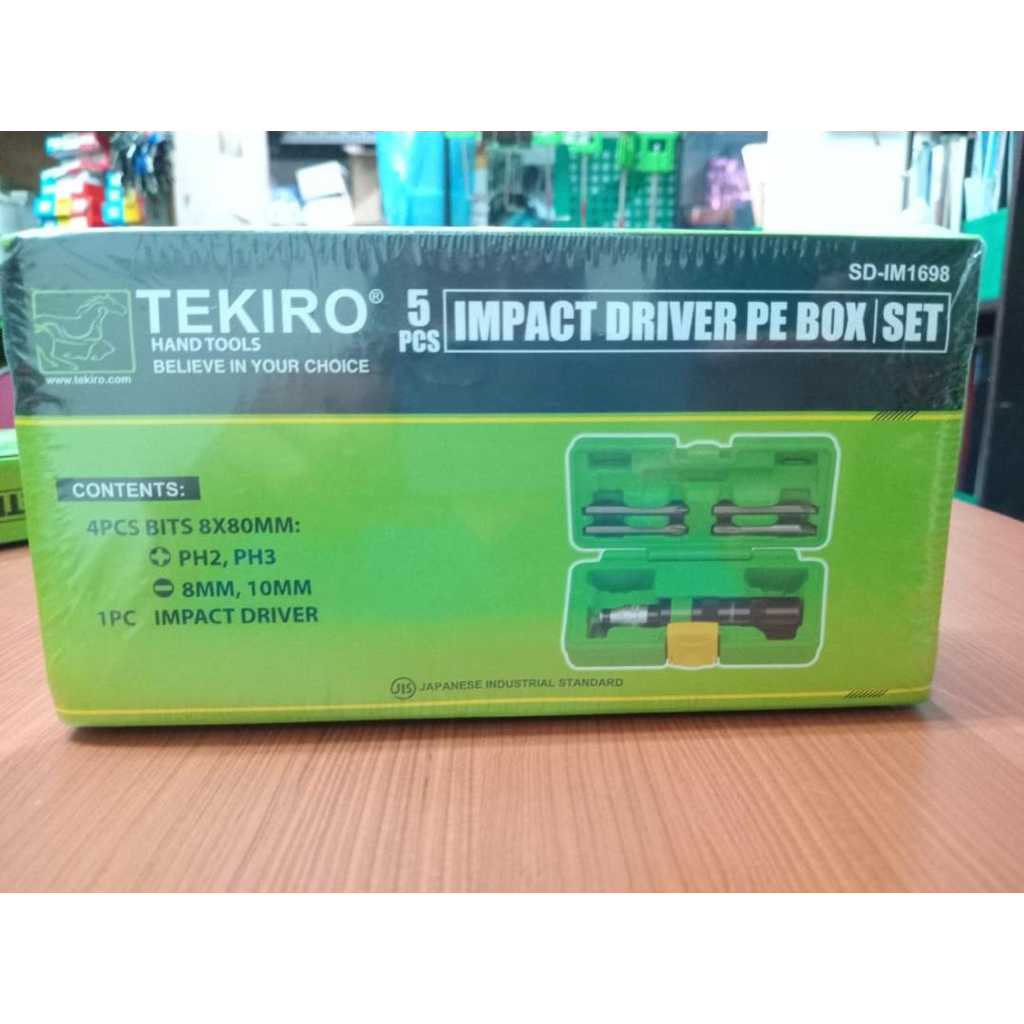 SD-IM1698
TEKIRO®
HAND TOOLS
BELIEVE IN YOUR CHOICE
www.tekiro.com
5 PCS
IMPACT DRIVER PE BOX SET
CONTENTS:
4PCS BITS 8X80MM:
PH2, PH3
8MM, 10MM
1PC IMPACT DRIVER
JIS JAPANESE INDUSTRIAL STANDARD